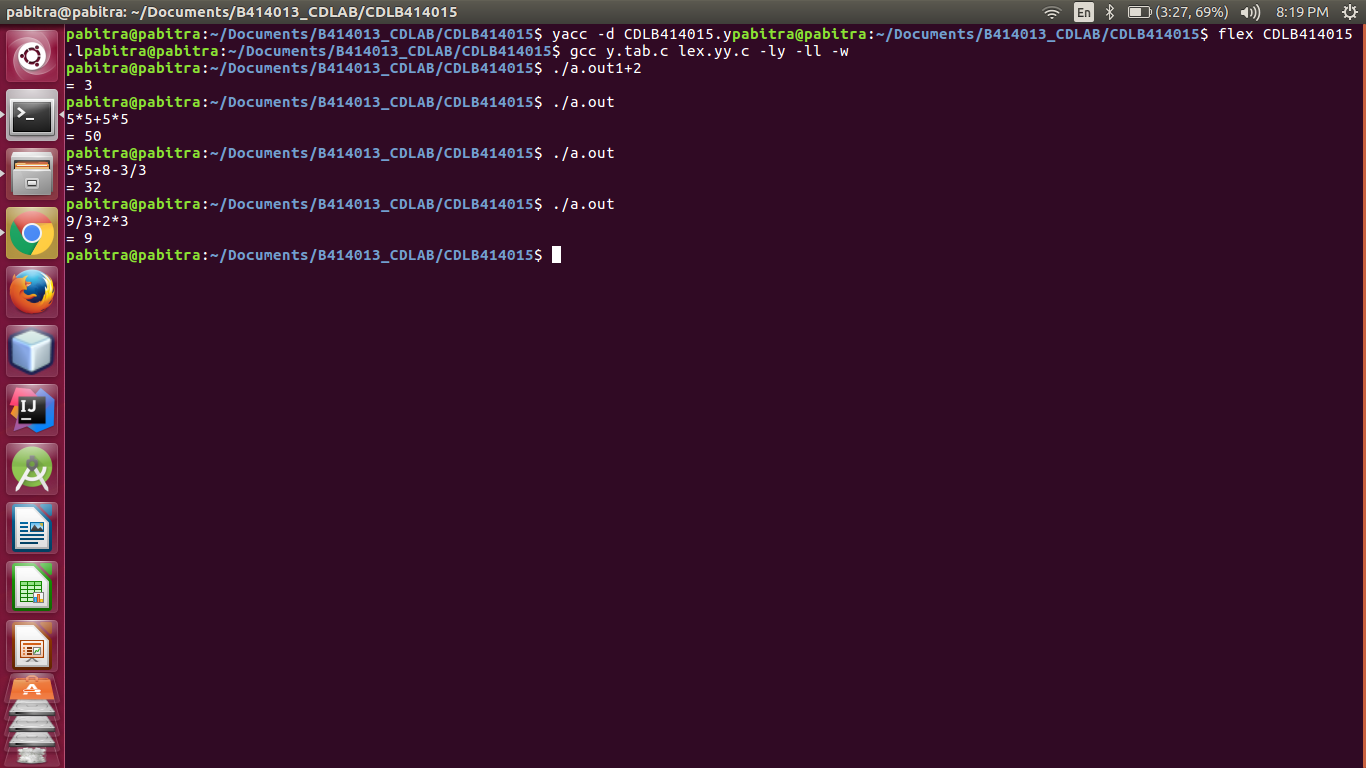 pabitra@pabitra: ~/Documents/B414013_CDLAB/CDLB414015
En
(3:27, 69%)
8:19 PM
pabitra@pabitra:~/Documents/B414013_CDLAB/CDLB414015$ yacc -d CDLB414015.ypabitra@pabitra:~/Documents/B414013_CDLAB/CDLB414015$ flex CDLB414015
.lpabitra@pabitra:~/Documents/B414013_CDLAB/CDLB414015$ gcc y.tab.c lex.yy.c -ly -ll -w
pabitra@pabitra:~/Documents/B414013_CDLAB/CDLB414015$ ./a.out1+2
= 3
pabitra@pabitra:~/Documents/B414013_CDLAB/CDLB414015$ ./a.out
5*5+5*5
= 50
pabitra@pabitra:~/Documents/B414013_CDLAB/CDLB414015$ ./a.out
5*5+8-3/3
= 32
pabitra@pabitra:~/Documents/B414013_CDLAB/CDLB414015$ ./a.out
9/3+2*3
= 9
pabitra@pabitra:~/Documents/B414013_CDLAB/CDLB414015$
IJ